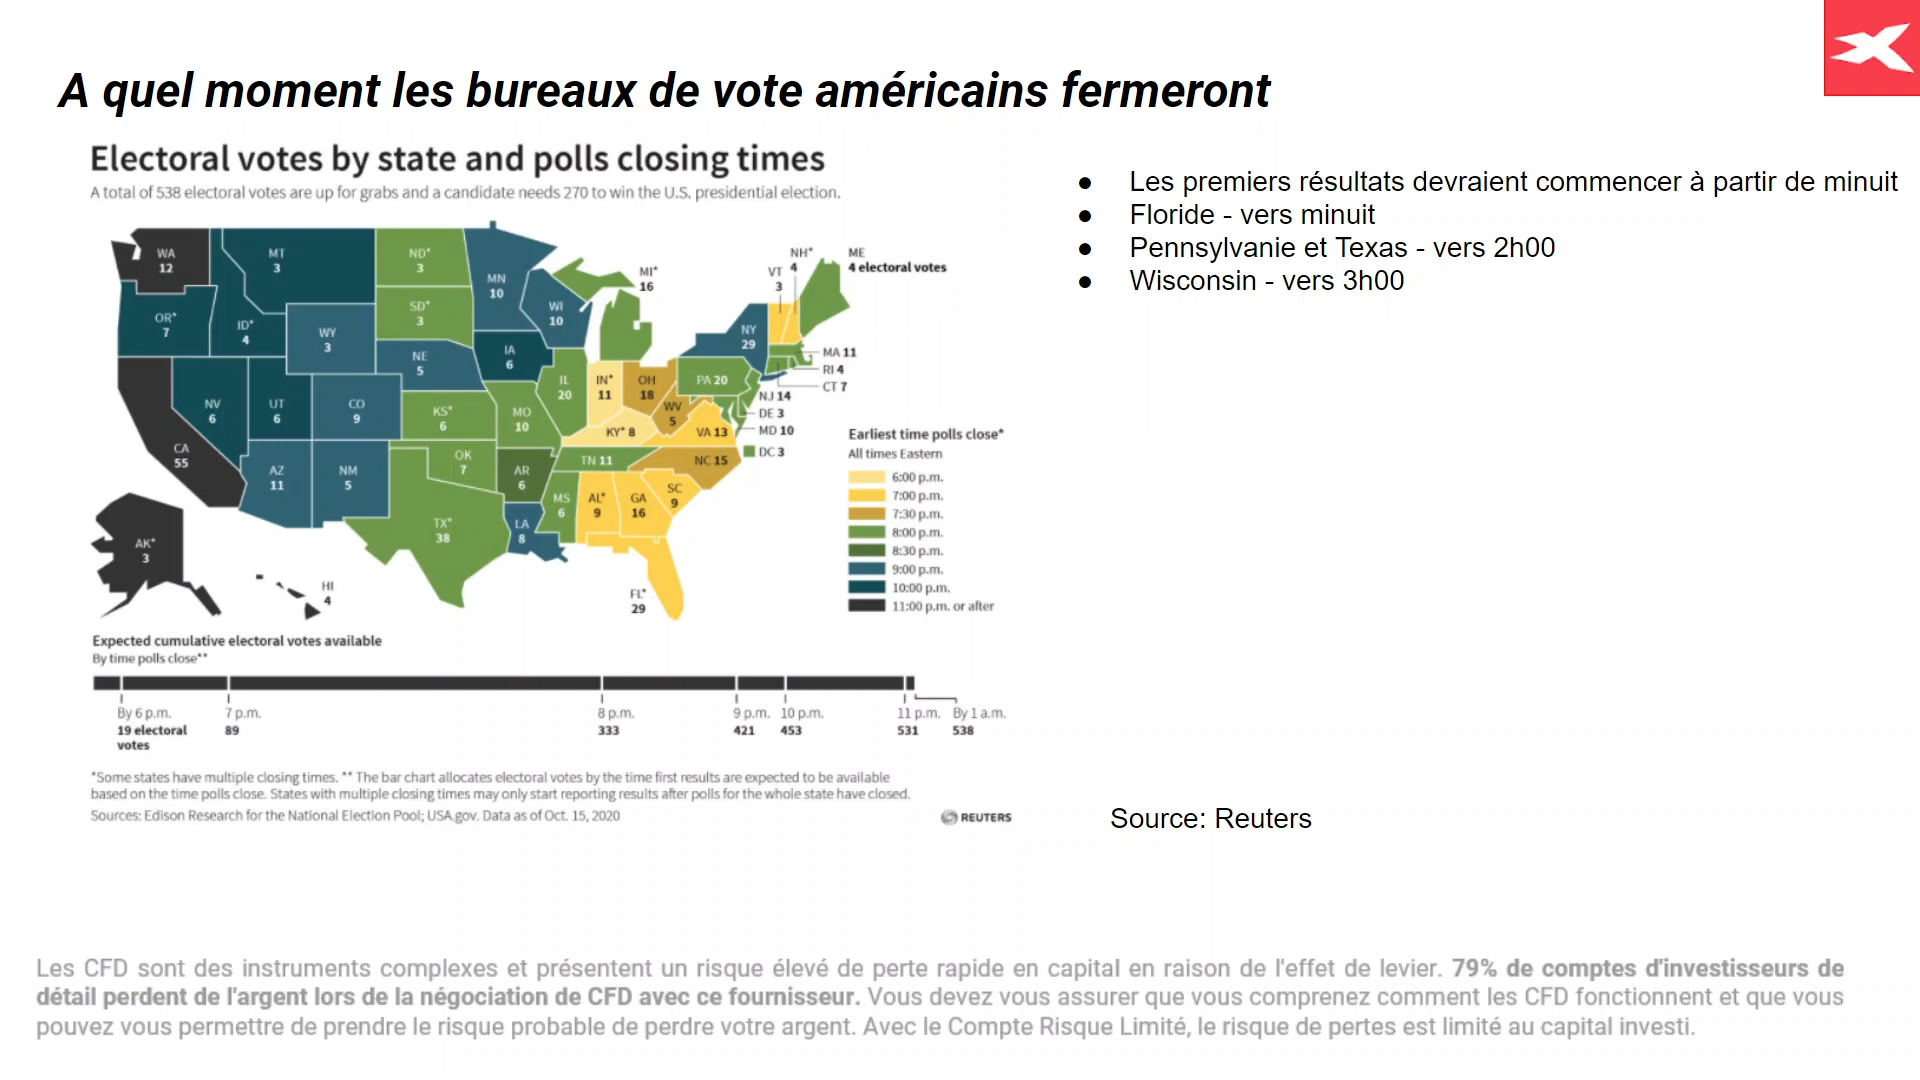 A quel moment les bureaux de vote américains fermeront
Electoral votes by state and polls closing times
A total of 538 electoral votes are up for grabs and a candidate needs 270 to win the U.S. presidential election.
WA
12
MT
3
ND*
3
MN
10
MI*
16
VT
3
NH*
4
ME
4 electoral votes
OR*
7
ID*
4
WY
3
SD*
3
WI
10
NY
29
NE
5
IA
6
MA 11
RI 4
CT 7
NV
6
UT
6
CO
9
KS*
6
MO
10
IL
20
IN*
11
OH
18
PA 20
NJ 14
DE 3
MD 10
DC 3
WV
5
KY* 8
VA 13
CA
55
AZ
11
NM
5
OK
7
AR
6
TN 11
NC 15
TX*
38
LA
8
MS
6
AL*
9
GA
16
SC
9
AK*
3
HI
4
FL*
29
Earliest time polls close*
All times Eastern
6:00 p.m.
7:00 p.m.
7:30 p.m.
8:00 p.m.
8:30 p.m.
9:00 p.m.
10:00 p.m.
11:00 p.m. or after
Expected cumulative electoral votes available
By time polls close**
By 6 p.m. 7 p.m. 8 p.m. 9 p.m. 10 p.m. 11 p.m. By 1 a.m.
19 electoral 89 333 421 453 531 538
votes
*Some states have multiple closing times. ** The bar chart allocates electoral votes by the time first results are expected to be available
based on the time polls close. States with multiple closing times may only start reporting results after polls for the whole state have closed.
Sources: Edison Research for the National Election Pool; USA.gov. Data as of Oct. 15, 2020
REUTERS
● Les premiers résultats devraient commencer à partir de minuit
● Floride - vers minuit
● Pennsylvanie et Texas - vers 2h00
● Wisconsin - vers 3h00
Source: Reuters
Les CFD sont des instruments complexes et présentent un risque élevé de perte rapide en capital en raison de l'effet de levier. 79% de comptes d'investisseurs de
détail perdent de l'argent lors de la négociation de CFD avec ce fournisseur. Vous devez vous assurer que vous comprenez comment les CFD fonctionnent et que vous
pouvez vous permettre de prendre le risque probable de perdre votre argent. Avec le Compte Risque Limité, le risque de pertes est limité au capital investi.